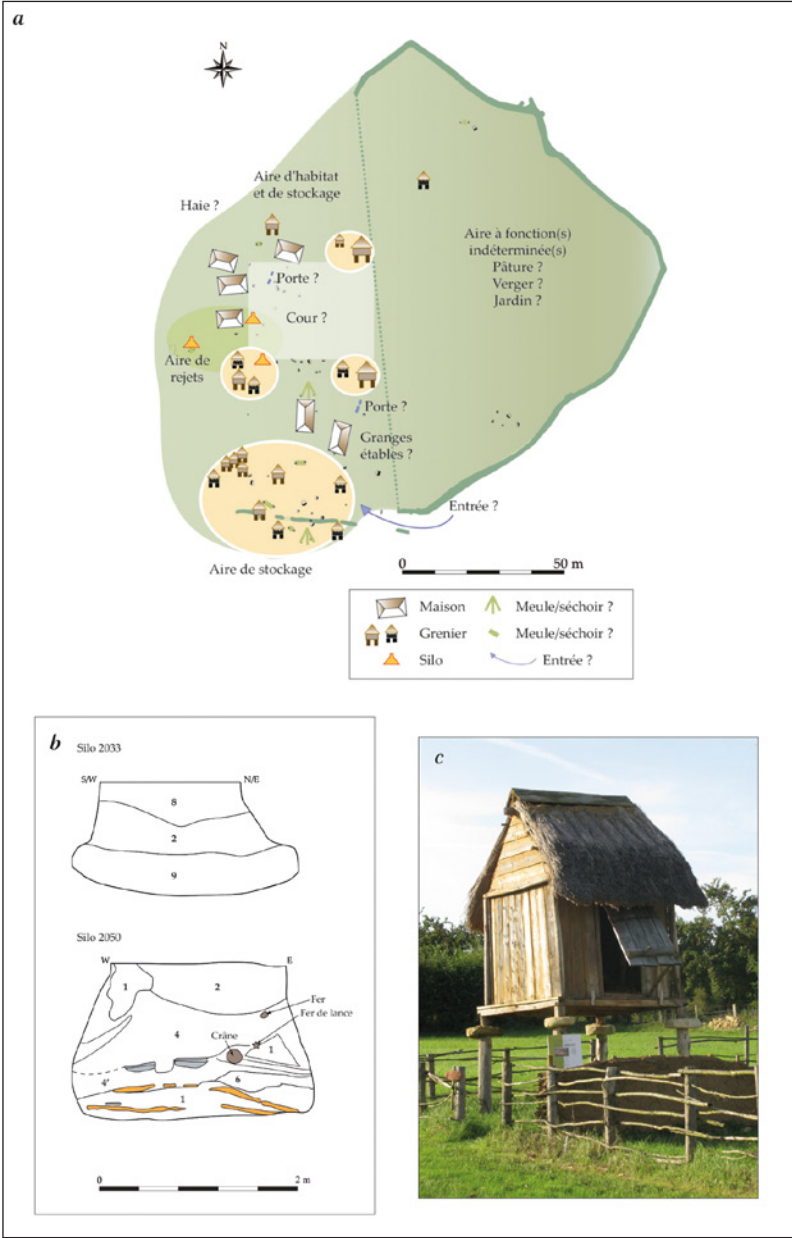 a
N
Aire d'habitat
et de stockage
Haie ?
Aire à fonction(s)
indéterminée(s)
Pâture ?
Verger ?
Jardin ?
Porte ?
Cour ?
Aire de
rejets
Porte ?
Granges
étables ?
Entrée ?
Aire de stockage
0 50 m
Maison Meule/séchoir ?
Grenier Meule/séchoir ?
Silo Entrée ?
b
Silo 2033
S/W N/E
8
2
9
Silo 2050
W E
1 2
Fer
Fer de lance
4
Crâne
1
4' 6
1
0 2 m
c